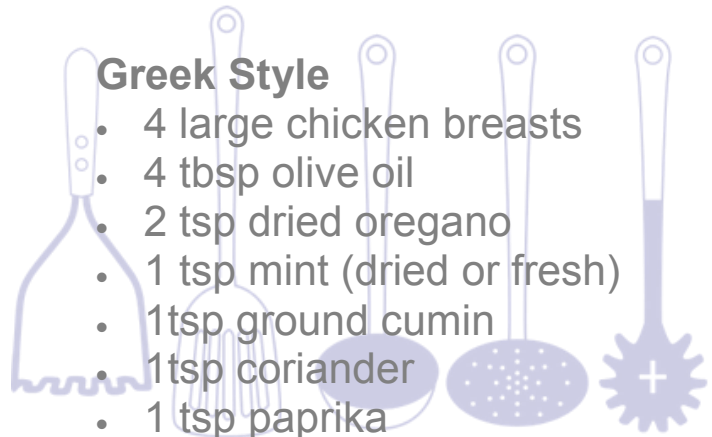 Greek Style
• 4 large chicken breasts
• 4 tbsp olive oil
• 2 tsp dried oregano
• 1 tsp mint (dried or fresh)
• 1tsp ground cumin
• 1tsp coriander
• 1 tsp paprika